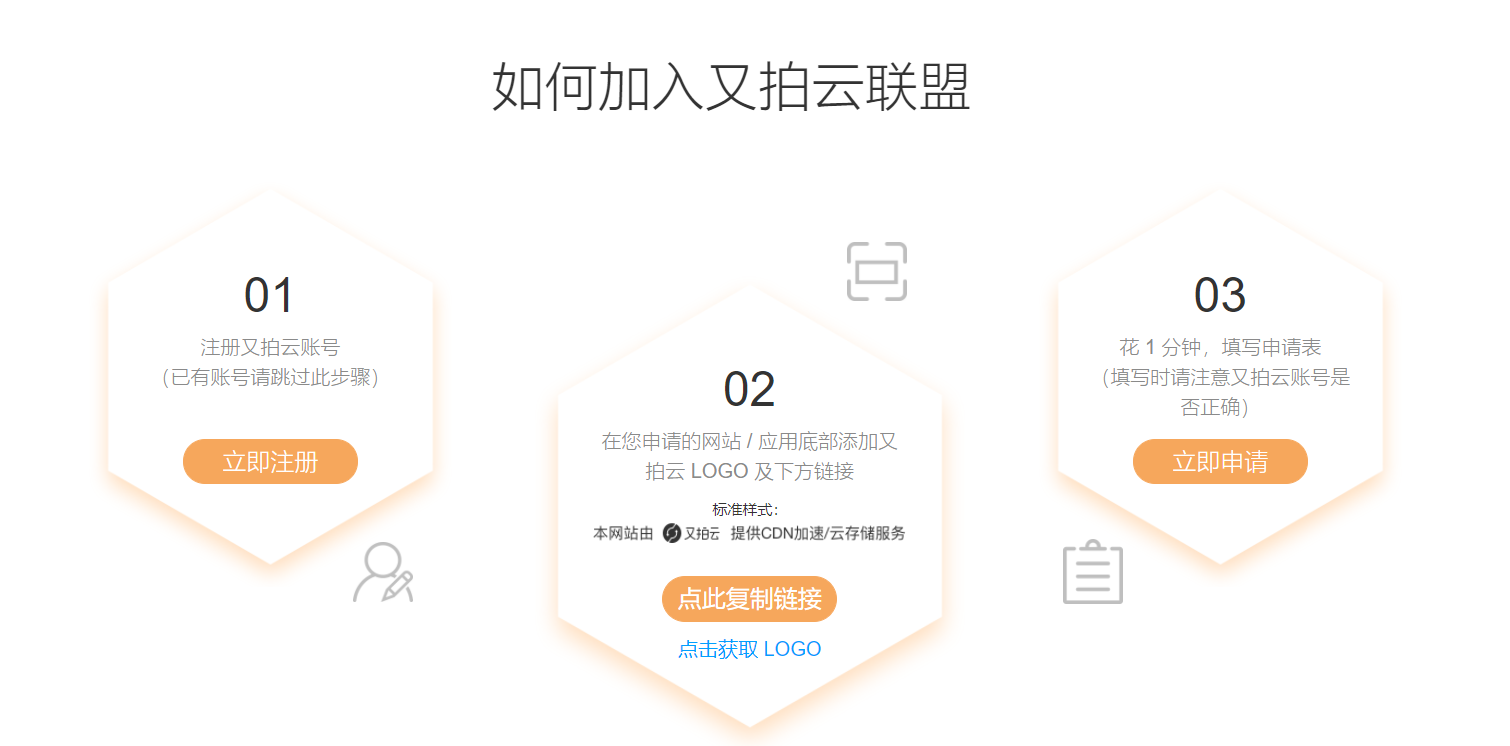 如何加入又拍云联盟
01
注册又拍云账号
（已有账号请跳过此步骤）
立即注册
02
在您申请的网站 / 应用底部添加又
拍云 LOGO 及下方链接
标准样式：
本网站由 又拍云 提供CDN加速/云存储服务
点此复制链接
点击获取 LOGO
03
花 1 分钟，填写申请表
（填写时请注意又拍云账号是
否正确）
立即申请